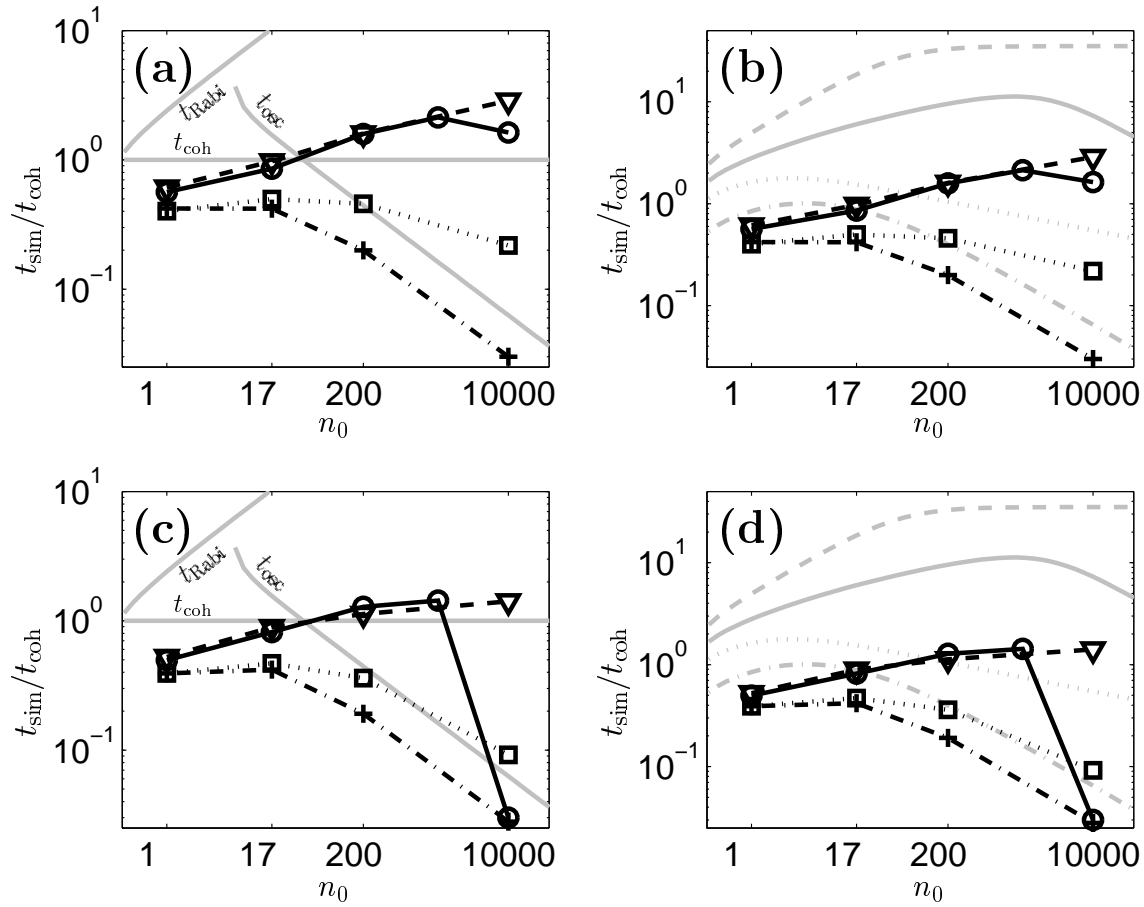 (a)
10^1
10^0
10^{-1}
t_sim/t_coh
t_Rabi
t_osc
t_coh
1 17 200 10000
n_0
(b)
10^1
10^0
10^{-1}
t_sim/t_coh
1 17 200 10000
n_0
(c)
10^1
10^0
10^{-1}
t_sim/t_coh
t_Rabi
t_osc
t_coh
1 17 200 10000
n_0
(d)
10^1
10^0
10^{-1}
t_sim/t_coh
1 17 200 10000
n_0